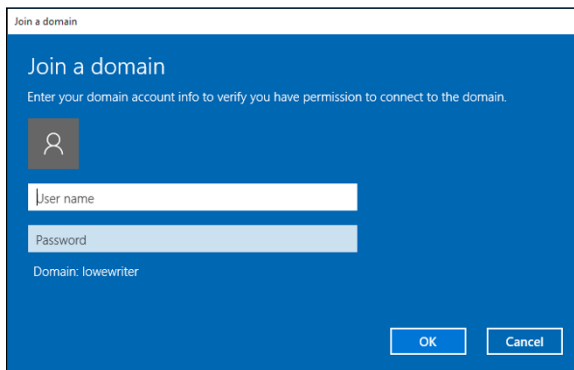 Join a domain
Join a domain
Enter your domain account info to verify you have permission to connect to the domain.
User name
Password
Domain: lowewriter
OK
Cancel